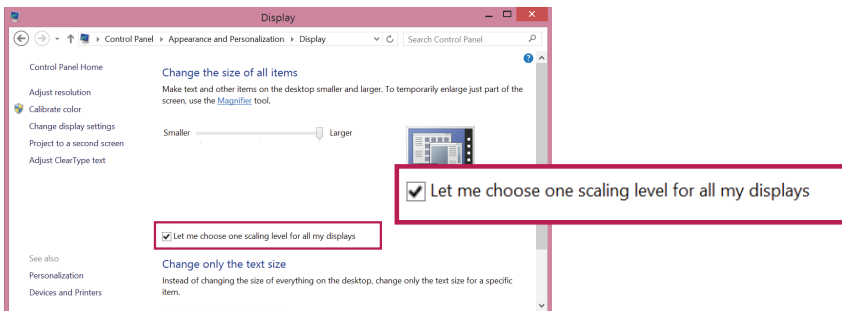 Display
Control Panel Appearance and Personalization Display
Search Control Panel
Control Panel Home
Adjust resolution
Calibrate color
Change display settings
Project to a second screen
Adjust ClearType text
See also
Personalization
Devices and Printers
Change the size of all items
Make text and other items on the desktop smaller and larger. To temporarily enlarge just part of the
screen, use the Magnifier tool.
Smaller Larger
Let me choose one scaling level for all my displays
Let me choose one scaling level for all my displays
Change only the text size
Instead of changing the size of everything on the desktop, change only the text size for a specific
item.